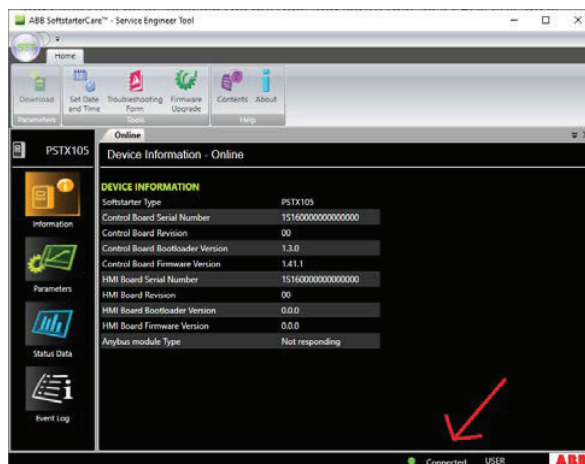 ABB SoftstarterCare™ - Service Engineer Tool
Home
Download
Set Date and Time
Troubleshooting Form
Firmware Upgrade
Contents
About
Parameters
Tools
Help
Online
PSTX105
Device Information - Online
DEVICE INFORMATION
Softstarter Type PSTX105
Control Board Serial Number 1S160000000000000
Control Board Revision 00
Control Board Bootloader Version 1.3.0
Control Board Firmware Version 1.41.1
HMI Board Serial Number 1S160000000000000
HMI Board Revision 00
HMI Board Bootloader Version 0.0.0
HMI Board Firmware Version 0.0.0
Anybus module Type Not responding
Information
Parameters
Status Data
Event Log
Connected USER
ABB